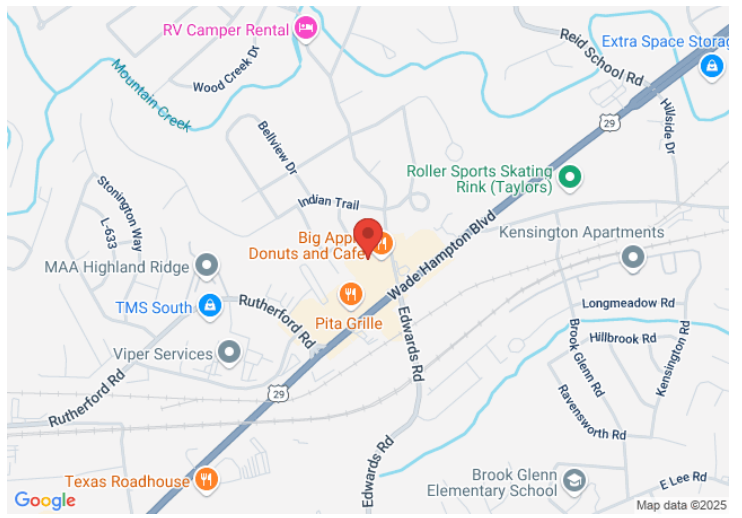 RV Camper Rental
Wood Creek Dr
Mountain
Creek
Reid School Rd
Extra Space Storag
29
Hillside Dr
Bellview Dr
Roller Sports Skating
Rink (Taylors)
Stonington Way
Indian Trail
L-633
Big Appl
Donuts and Cafe
Wade Hampton Blvd
Kensington Apartments
MAA Highland Ridge
TMS South
Rutherford Rd
Pita Grille
Longmeadow Rd
Hillbrook Rd
Kensington Rd
Brook Glenn Rd
Viper Services
Edwards Rd
Rutherford Rd
29
Ravensworth Rd
Edwards Rd
Texas Roadhouse
Brook Glenn
Elementary School
E Lee Rd
Google
Map data ©2025